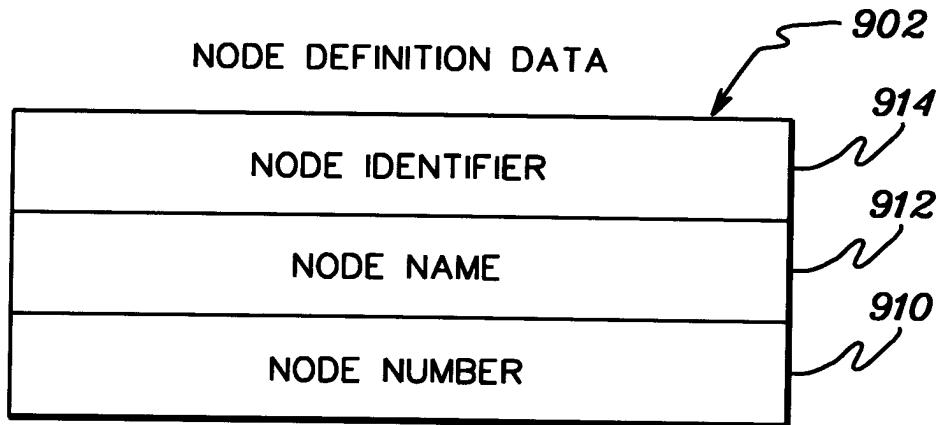 902
NODE DEFINITION DATA
914
NODE IDENTIFIER
912
NODE NAME
910
NODE NUMBER